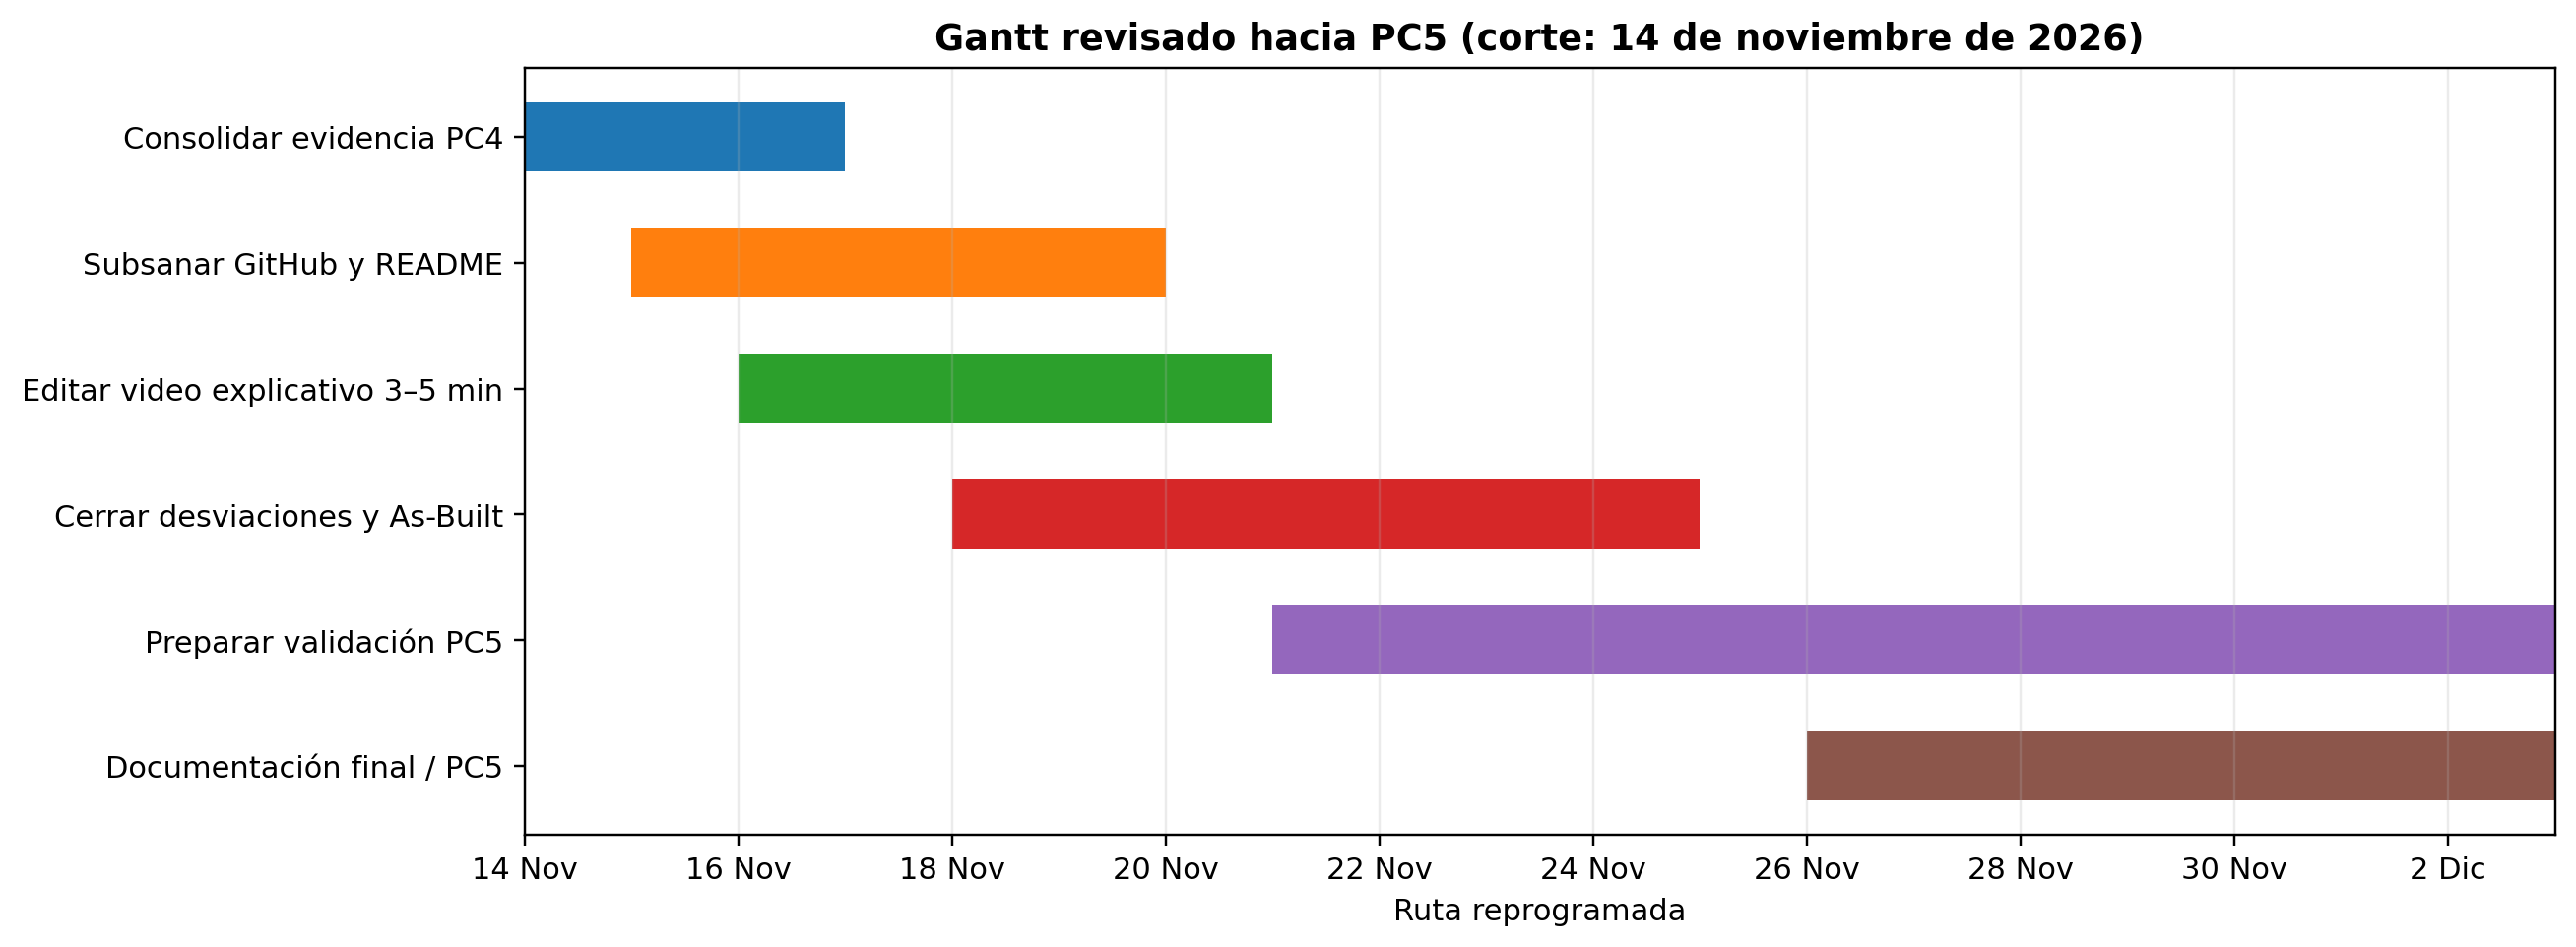 Gantt revisado hacia PC5 (corte: 14 de noviembre de 2026)
Consolidar evidencia PC4
Subsanar GitHub y README
Editar video explicativo 3–5 min
Cerrar desviaciones y As-Built
Preparar validación PC5
Documentación final / PC5
14 Nov 16 Nov 18 Nov 20 Nov 22 Nov 24 Nov 26 Nov 28 Nov 30 Nov 2 Dic
Ruta reprogramada